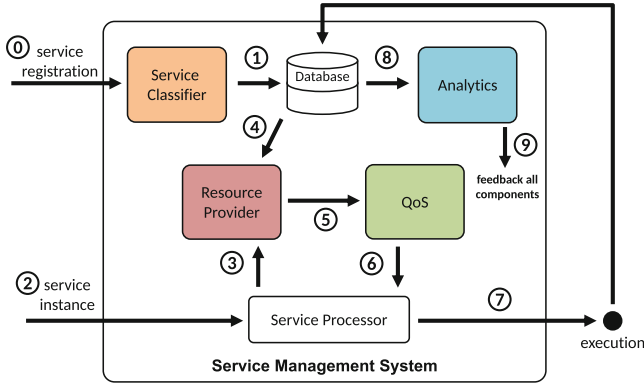 0 service
registration
Service
Classifier
1
Database
8
Analytics
4
9
feedback all
components
Resource
Provider
5
QoS
3
6
2 service
instance
Service Processor
7
execution
Service Management System